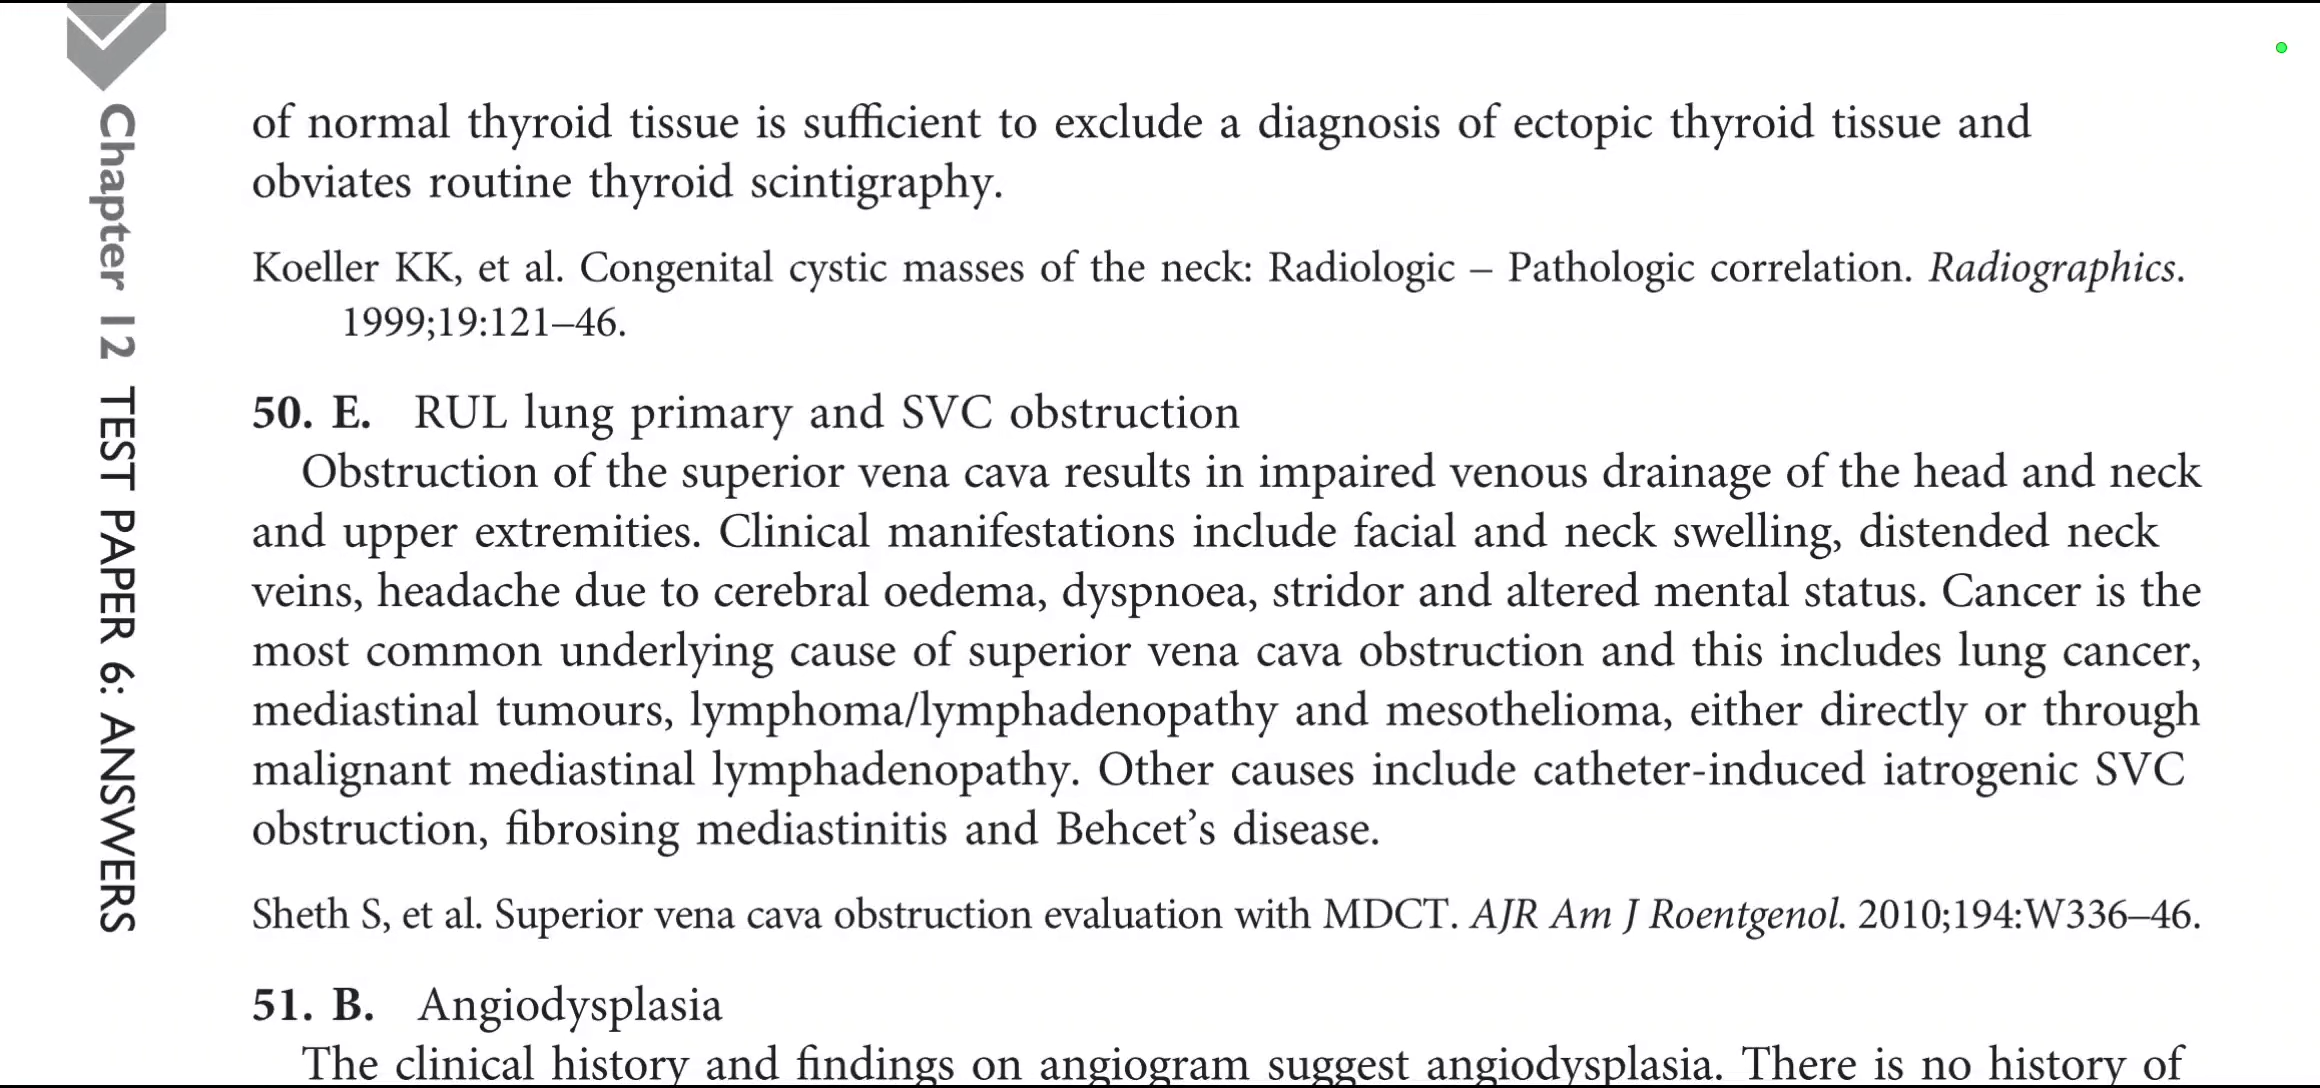 Chapter 12 TEST PAPER 6: ANSWERS
of normal thyroid tissue is sufficient to exclude a diagnosis of ectopic thyroid tissue and
obviates routine thyroid scintigraphy.
Koeller KK, et al. Congenital cystic masses of the neck: Radiologic – Pathologic correlation. Radiographics.
1999;19:121–46.
50. E. RUL lung primary and SVC obstruction
Obstruction of the superior vena cava results in impaired venous drainage of the head and neck
and upper extremities. Clinical manifestations include facial and neck swelling, distended neck
veins, headache due to cerebral oedema, dyspnoea, stridor and altered mental status. Cancer is the
most common underlying cause of superior vena cava obstruction and this includes lung cancer,
mediastinal tumours, lymphoma/lymphadenopathy and mesothelioma, either directly or through
malignant mediastinal lymphadenopathy. Other causes include catheter-induced iatrogenic SVC
obstruction, fibrosing mediastinitis and Behcet’s disease.
Sheth S, et al. Superior vena cava obstruction evaluation with MDCT. AJR Am J Roentgenol. 2010;194:W336–46.
51. B. Angiodysplasia
The clinical history and findings on angiogram suggest angiodysplasia. There is no history of